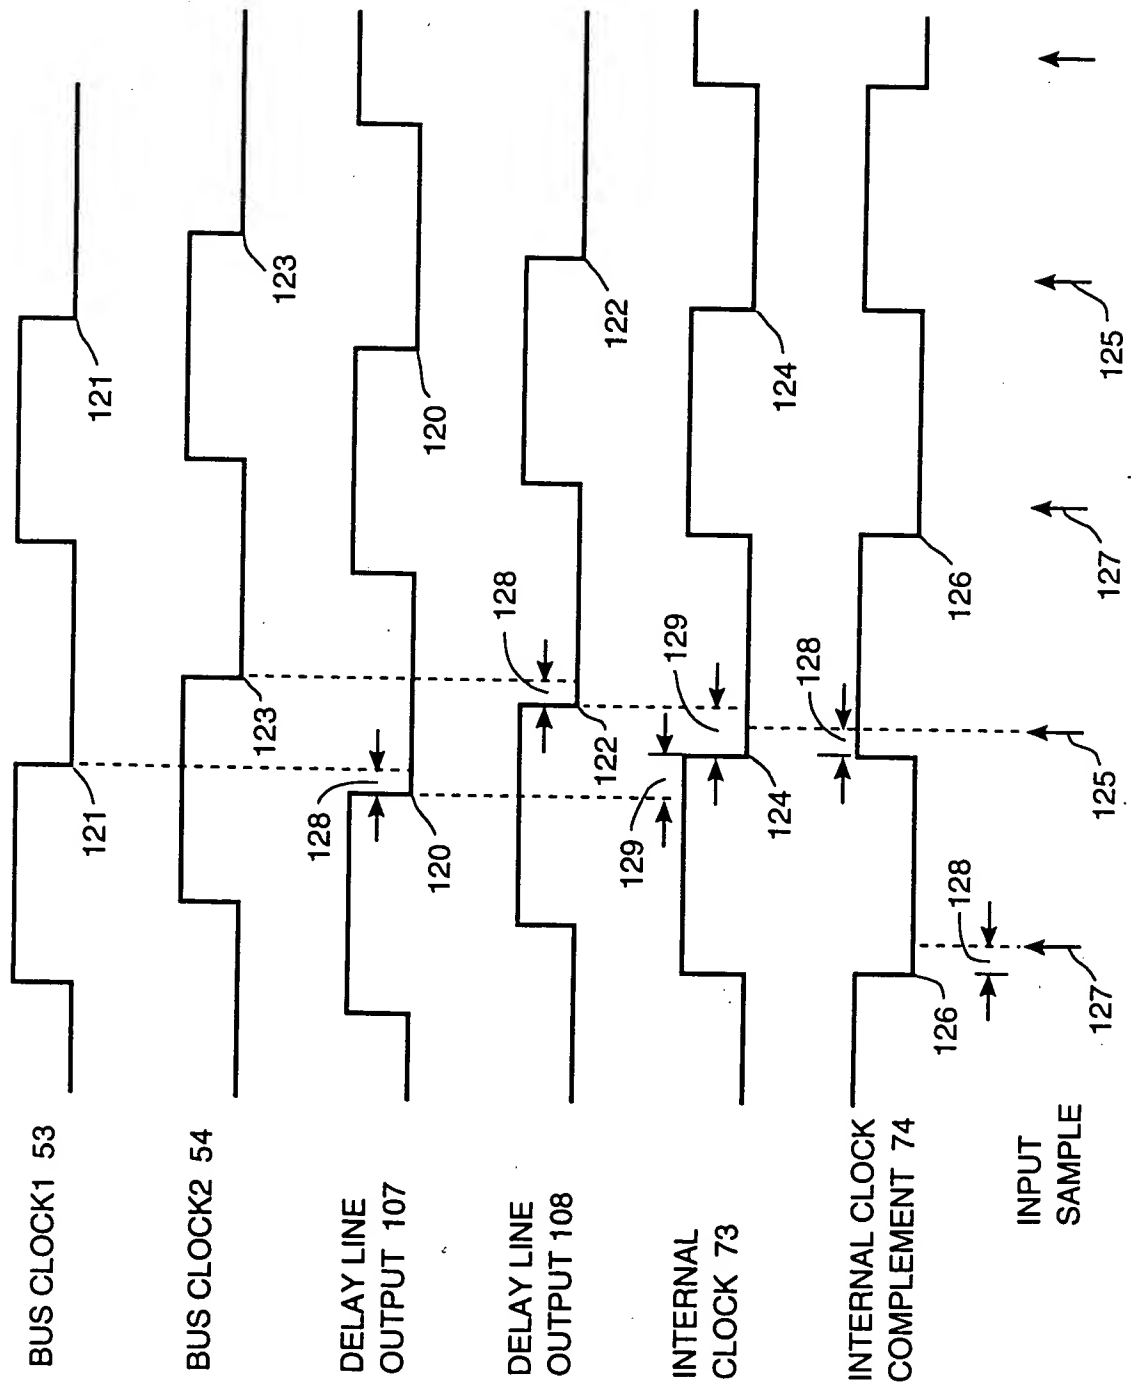 BUS CLOCK1 53
121
121
BUS CLOCK2 54
123
123
DELAY LINE
OUTPUT 107
128
120
120
DELAY LINE
OUTPUT 108
128
122
122
INTERNAL
CLOCK 73
129
129
124
124
INTERNAL CLOCK
COMPLEMENT 74
126
128
128
126
INPUT
SAMPLE
127
125
127
125